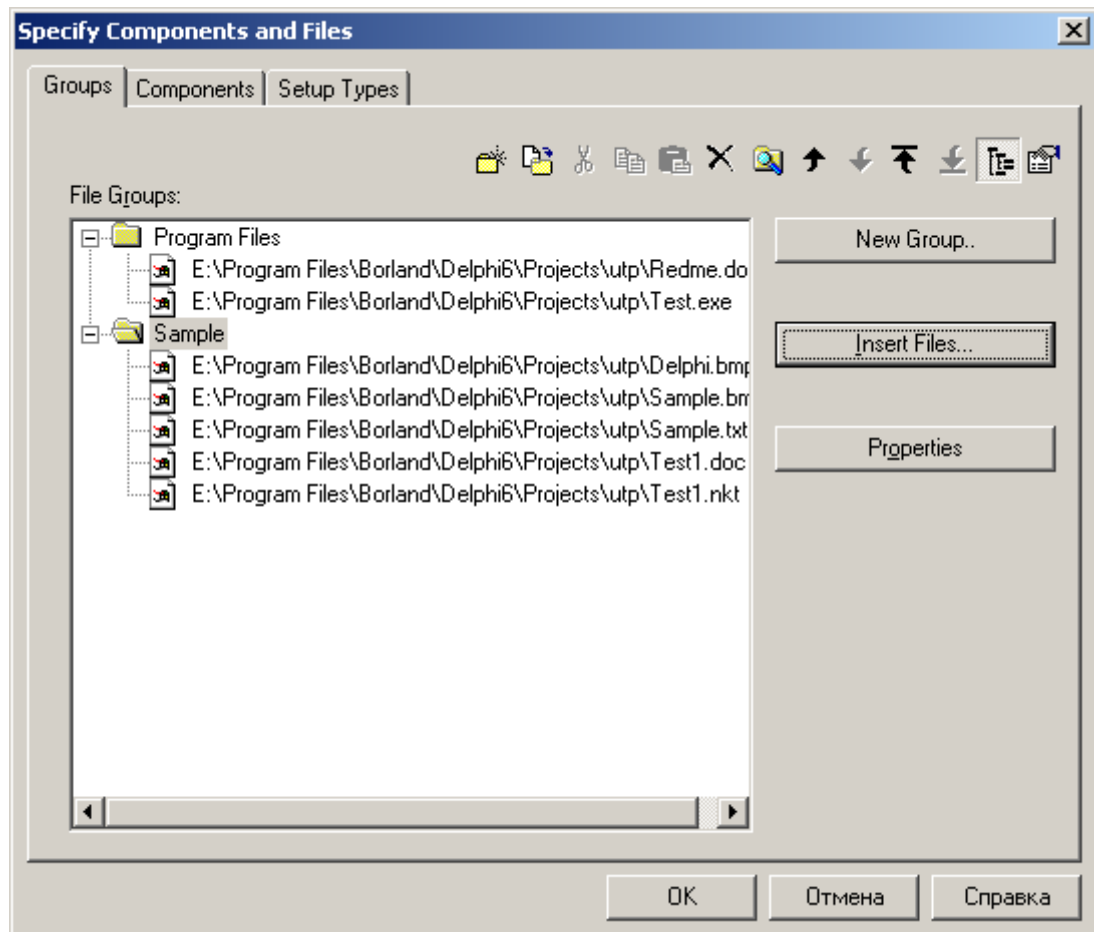 Specify Components and Files
Groups Components Setup Types
File Groups:
Program Files
E:\Program Files\Borland\Delphi6\Projects\utp\Redme.do
E:\Program Files\Borland\Delphi6\Projects\utp\Test.exe
Sample
E:\Program Files\Borland\Delphi6\Projects\utp\Delphi.bmp
E:\Program Files\Borland\Delphi6\Projects\utp\Sample.bm
E:\Program Files\Borland\Delphi6\Projects\utp\Sample.txt
E:\Program Files\Borland\Delphi6\Projects\utp\Test1.doc
E:\Program Files\Borland\Delphi6\Projects\utp\Test1.nkt
New Group..
Insert Files...
Properties
OK Отмена Справка